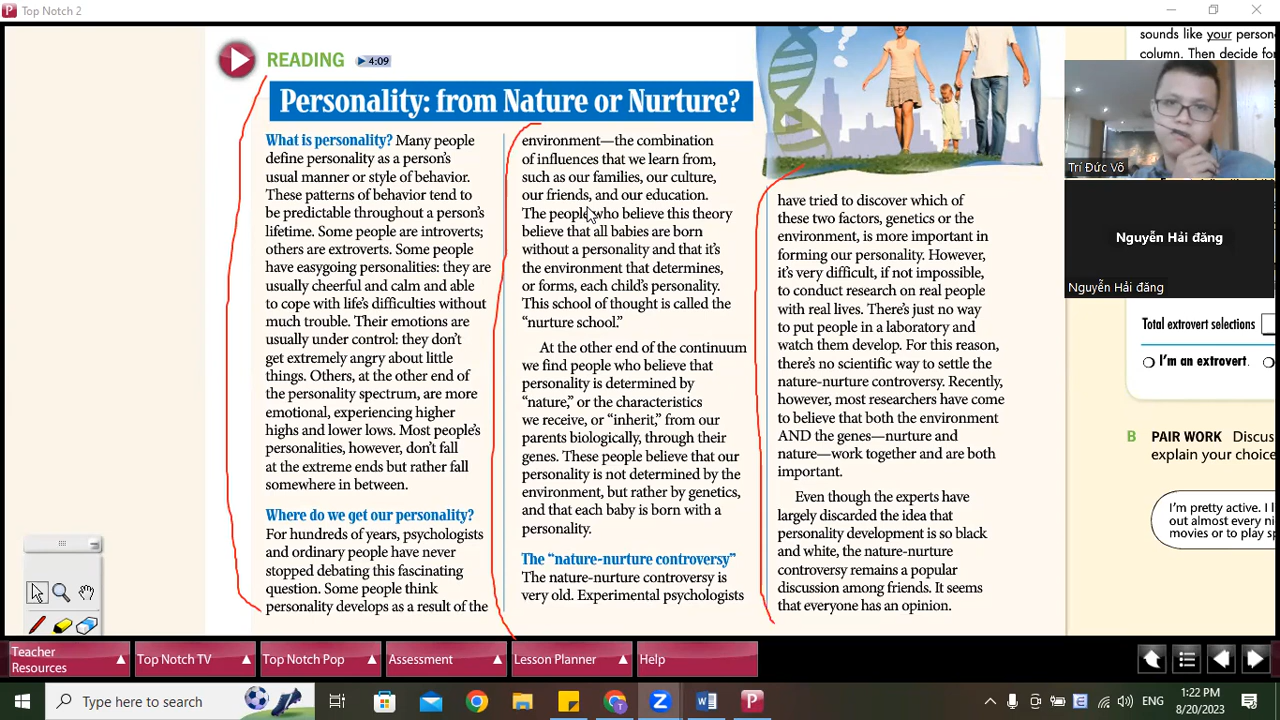 Top Notch 2
READING
4:09
Personality: from Nature or Nurture?
What is personality? Many people
define personality as a person's
usual manner or style of behavior.
These patterns of behavior tend to
be predictable throughout a person's
lifetime. Some people are introverts;
others are extroverts. Some people
have easygoing personalities: they are
usually cheerful and calm and able
to cope with life's difficulties without
much trouble. Their emotions are
usually under control: they don't
get extremely angry about little
things. Others, at the other end of
the personality spectrum, are more
emotional, experiencing higher
highs and lower lows. Most people's
personalities, however, don't fall
at the extreme ends but rather fall
somewhere in between.
Where do we get our personality?
For hundreds of years, psychologists
and ordinary people have never
stopped debating this fascinating
question. Some people think
personality develops as a result of the
environment—the combination
of influences that we learn from,
such as our families, our culture,
our friends, and our education.
The people who believe this theory
believe that all babies are born
without a personality and that it's
the environment that determines,
or forms, each child's personality.
This school of thought is called the
“nurture school.”
At the other end of the continuum
we find people who believe that
personality is determined by
“nature,” or the characteristics
we receive, or “inherit,” from our
parents biologically, through their
genes. These people believe that our
personality is not determined by the
environment, but rather by genetics,
and that each baby is born with a
personality.
The “nature-nurture controversy”
The nature-nurture controversy is
very old. Experimental psychologists
have tried to discover which of
these two factors, genetics or the
environment, is more important in
forming our personality. However,
it's very difficult, if not impossible,
to conduct research on real people
with real lives. There's just no way
to put people in a laboratory and
watch them develop. For this reason,
there's no scientific way to settle the
nature-nurture controversy. Recently,
however, most researchers have come
to believe that both the environment
AND the genes—nurture and
nature—work together and are both
important.
Even though the experts have
largely discarded the idea that
personality development is so black
and white, the nature-nurture
controversy remains a popular
discussion among friends. It seems
that everyone has an opinion.
sounds like your person
column. Then decide for
Trí Đức Võ
Nguyễn Hải đăng
Nguyễn Hải đăng
Total extrovert selections
I'm an extrovert.
B PAIR WORK Discus
explain your choice
I'm pretty active. I l
out almost every ni
movies or to play sp
Teacher
Resources
Top Notch TV
Top Notch Pop
Assessment
Lesson Planner
Help
Type here to search
ENG
1:22 PM
8/20/2023